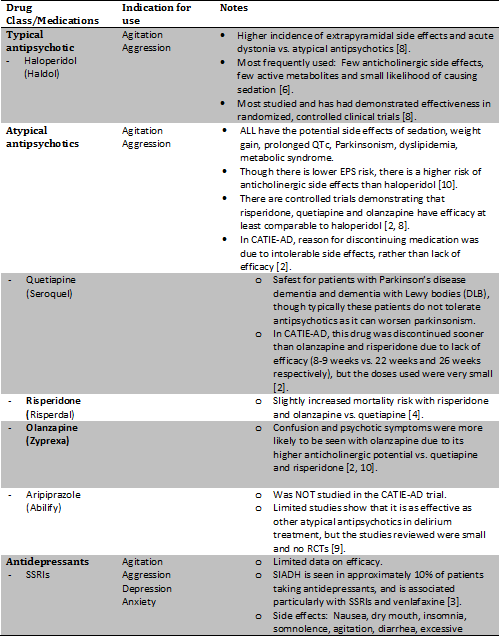 Drug Class/Medications
Indication for use
Notes
Typical antipsychotic
- Haloperidol (Haldol)
Agitation
Aggression
• Higher incidence of extrapyramidal side effects and acute
dystonia vs. atypical antipsychotics [8].
• Most frequently used: Few anticholinergic side effects,
few active metabolites and small likelihood of causing
sedation [6].
• Most studied and has had demonstrated effectiveness in
randomized, controlled clinical trials [8].
Atypical antipsychotics
Agitation
Aggression
• ALL have the potential side effects of sedation, weight
gain, prolonged QTc, Parkinsonism, dyslipidemia,
metabolic syndrome.
• Though there is lower EPS risk, there is a higher risk of
anticholinergic side effects than haloperidol [10].
• There are controlled trials demonstrating that
risperidone, quetiapine and olanzapine have efficacy at
least comparable to haloperidol [2, 8].
• In CATIE-AD, reason for discontinuing medication was
due to intolerable side effects, rather than lack of
efficacy [2].
- Quetiapine
(Seroquel)
o Safest for patients with Parkinson's disease
dementia and dementia with Lewy bodies (DLB),
though typically these patients do not tolerate
antipsychotics as it can worsen parkinsonism.
o In CATIE-AD, this drug was discontinued sooner
than olanzapine and risperidone due to lack of
efficacy (8-9 weeks vs. 22 weeks and 26 weeks
respectively), but the doses used were very small
[2].
- Risperidone
(Risperdal)
o Slightly increased mortality risk with risperidone
and olanzapine vs. quetiapine [4].
- Olanzapine
(Zyprexa)
o Confusion and psychotic symptoms were more
likely to be seen with olanzapine due to its
higher anticholinergic potential vs. quetiapine
and risperidone [2, 10].
- Aripiprazole
(Abilify)
o Was NOT studied in the CATIE-AD trial.
o Limited studies show that it is as effective as
other atypical antipsychotics in delirium
treatment, but the studies reviewed were small
and no RCTs [9].
Antidepressants
- SSRIs
Agitation
Aggression
Depression
Anxiety
o Limited data on efficacy.
o SIADH is seen in approximately 10% of patients
taking antidepressants, and is associated
particularly with SSRIs and venlafaxine [3].
o Side effects: Nausea, dry mouth, insomnia,
somnolence, agitation, diarrhea, excessive